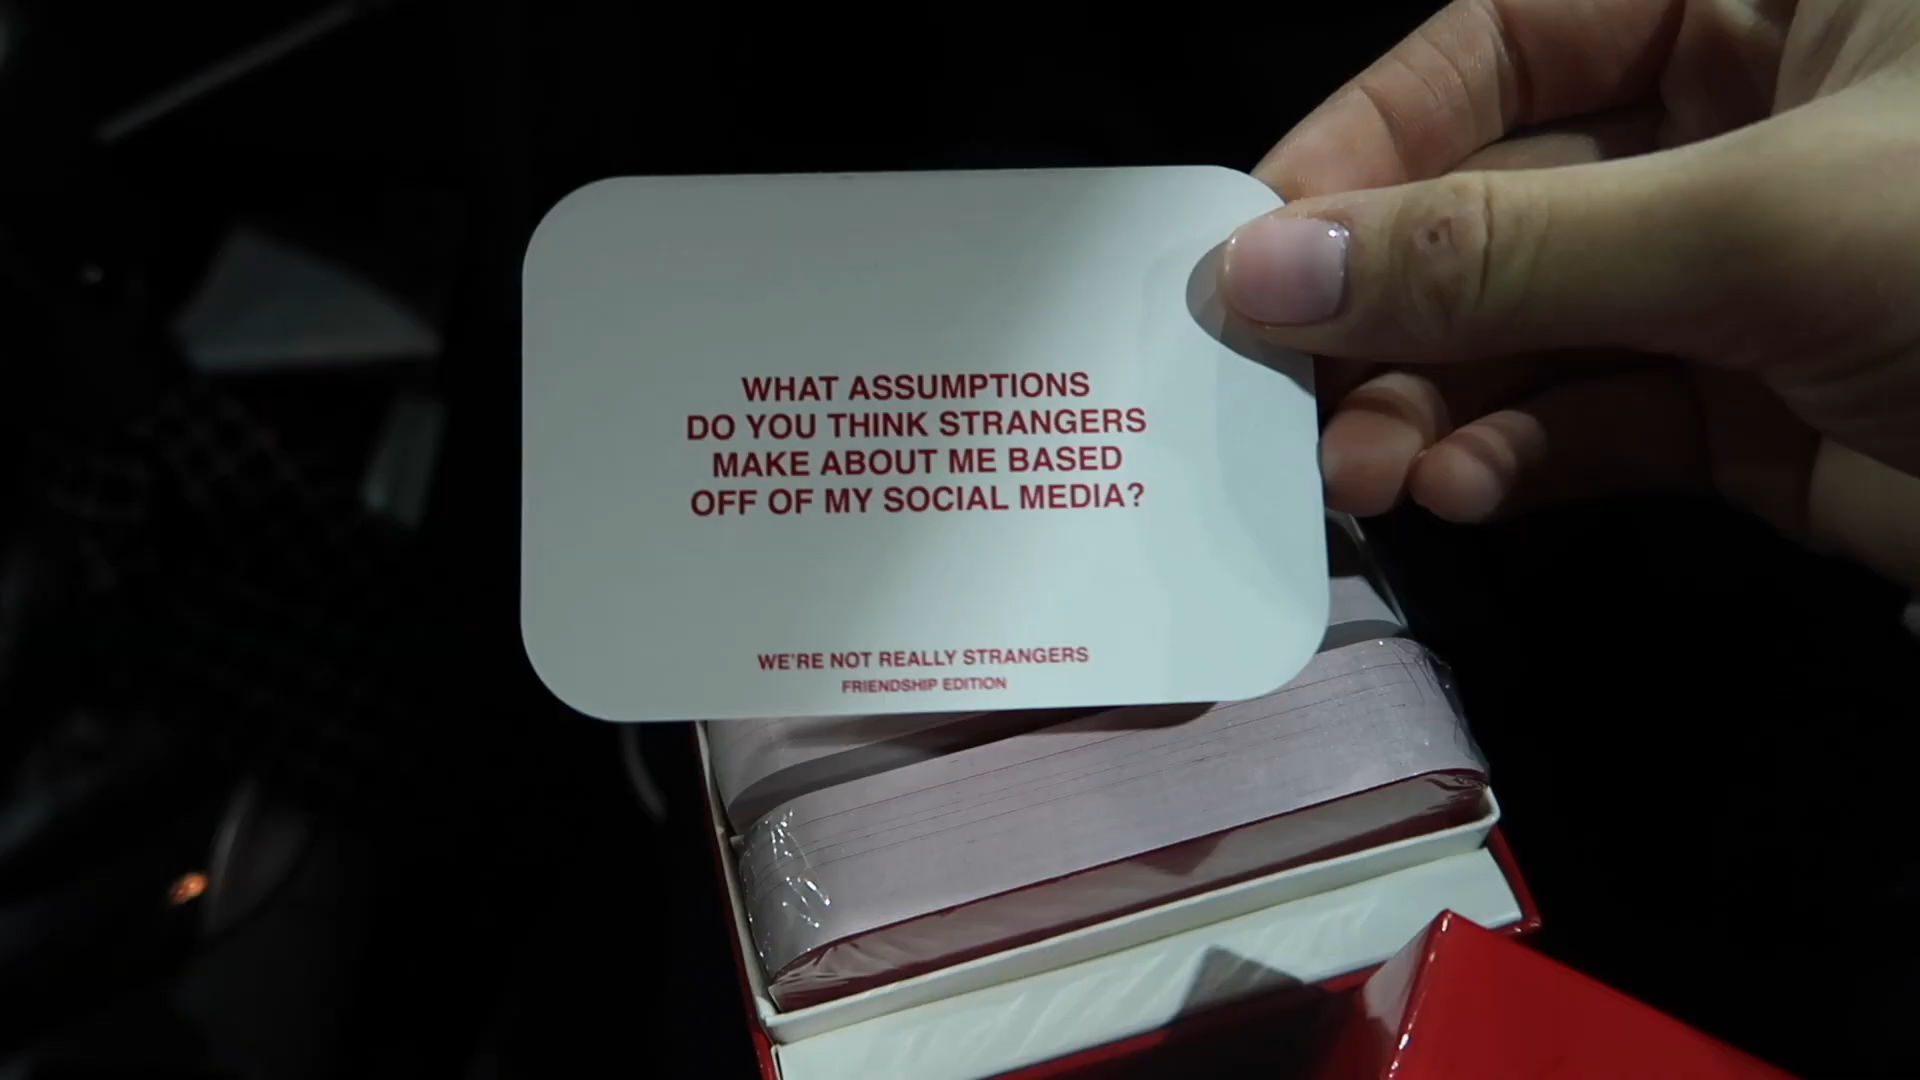 WHAT ASSUMPTIONS
DO YOU THINK STRANGERS
MAKE ABOUT ME BASED
OFF OF MY SOCIAL MEDIA?
WE'RE NOT REALLY STRANGERS
FRIENDSHIP EDITION